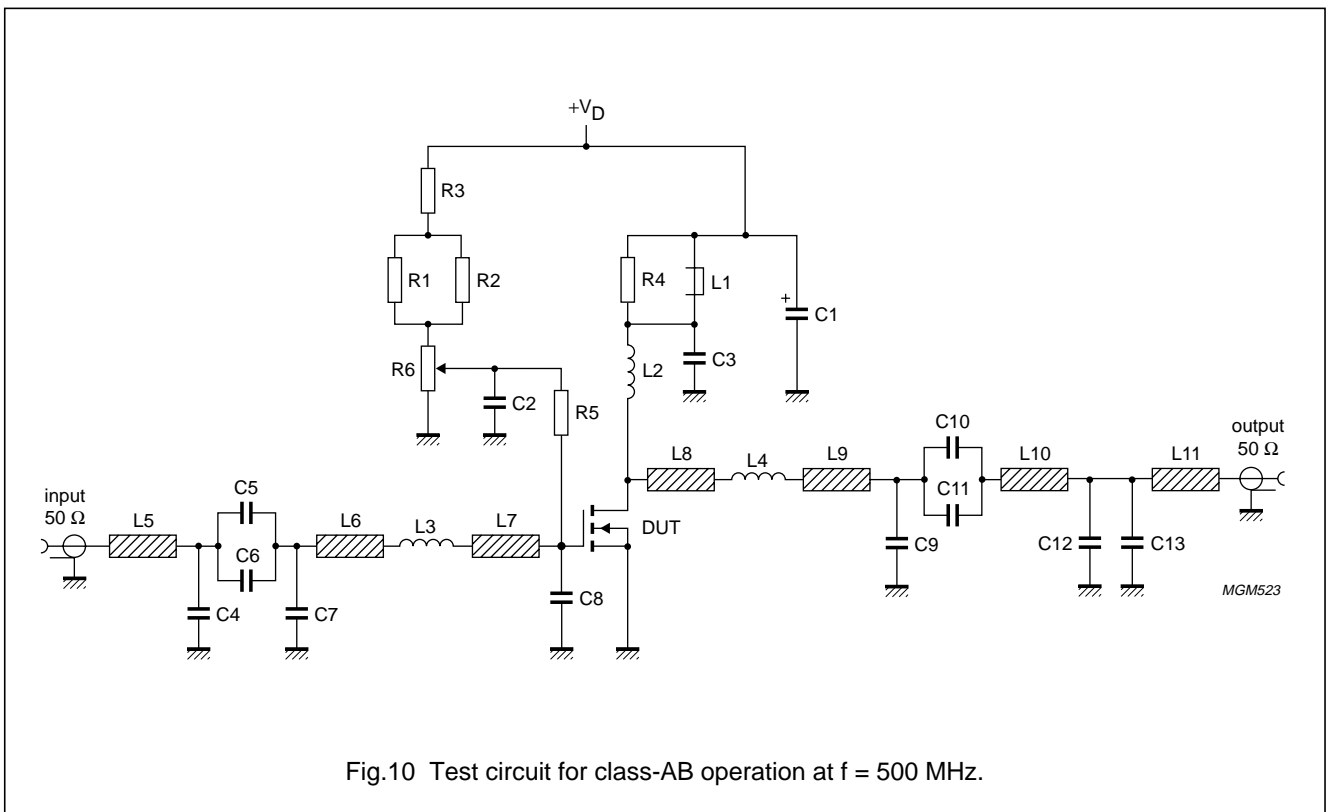 +VD
R3
R1
R2
R4
L1
C1
R6
C2
R5
L2
C3
C10
output
50 Ω
L8
L4
L9
C11
L10
L11
input
50 Ω
L5
C5
C6
L6
L3
L7
DUT
C9
C12
C13
C4
C7
C8
MGM523
Fig.10 Test circuit for class-AB operation at f = 500 MHz.